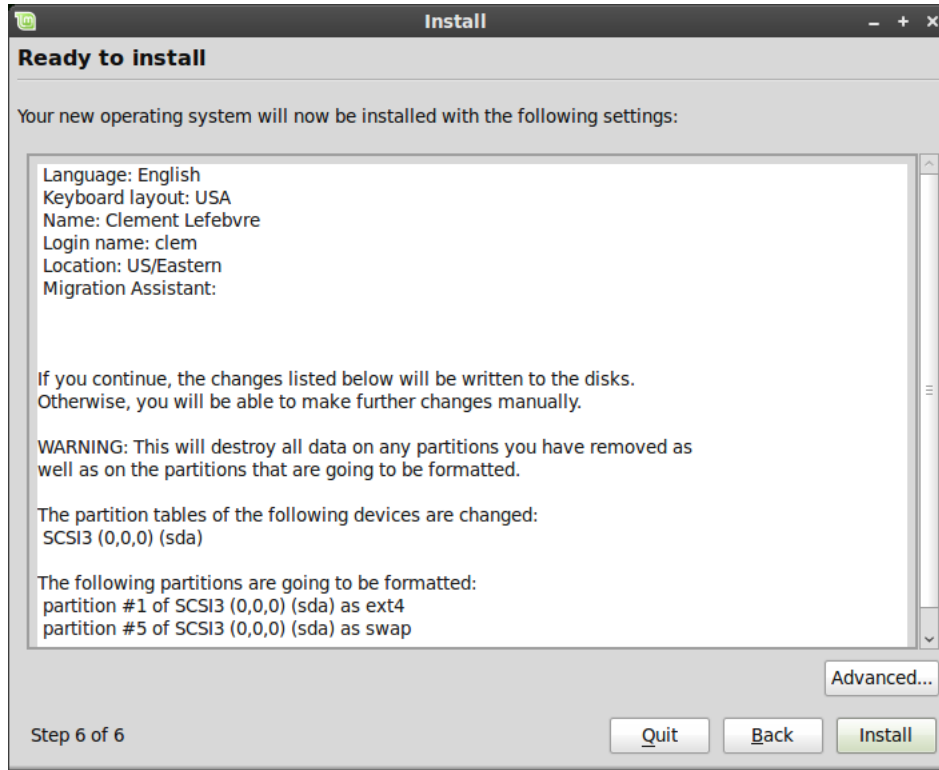 Install
Ready to install
Your new operating system will now be installed with the following settings:
Language: English
Keyboard layout: USA
Name: Clement Lefebvre
Login name: clem
Location: US/Eastern
Migration Assistant:
If you continue, the changes listed below will be written to the disks.
Otherwise, you will be able to make further changes manually.
WARNING: This will destroy all data on any partitions you have removed as
well as on the partitions that are going to be formatted.
The partition tables of the following devices are changed:
SCSI3 (0,0,0) (sda)
The following partitions are going to be formatted:
partition #1 of SCSI3 (0,0,0) (sda) as ext4
partition #5 of SCSI3 (0,0,0) (sda) as swap
Advanced...
Step 6 of 6
Quit
Back
Install